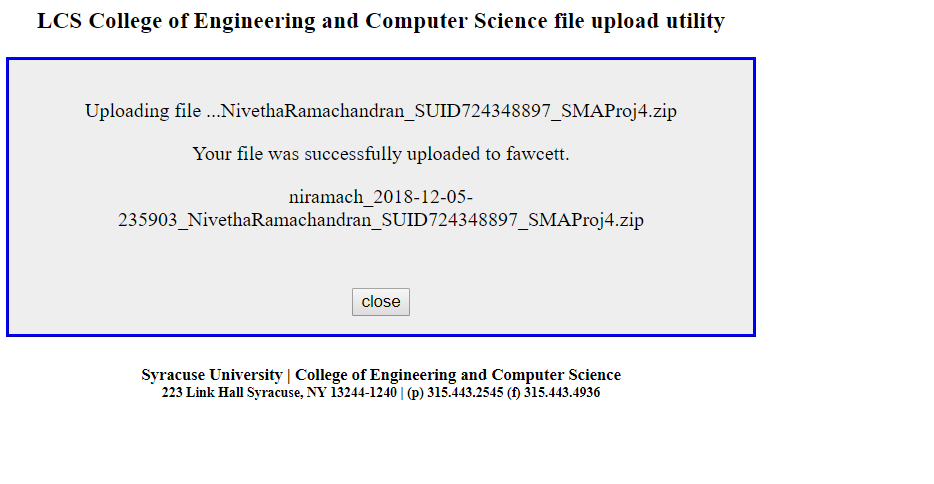 LCS College of Engineering and Computer Science file upload utility
Uploading file ...NivethaRamachandran_SUID724348897_SMAProj4.zip
Your file was successfully uploaded to fawcett.
niramach_2018-12-05-
235903_NivethaRamachandran_SUID724348897_SMAProj4.zip
close
Syracuse University | College of Engineering and Computer Science
223 Link Hall Syracuse, NY 13244-1240 | (p) 315.443.2545 (f) 315.443.4936